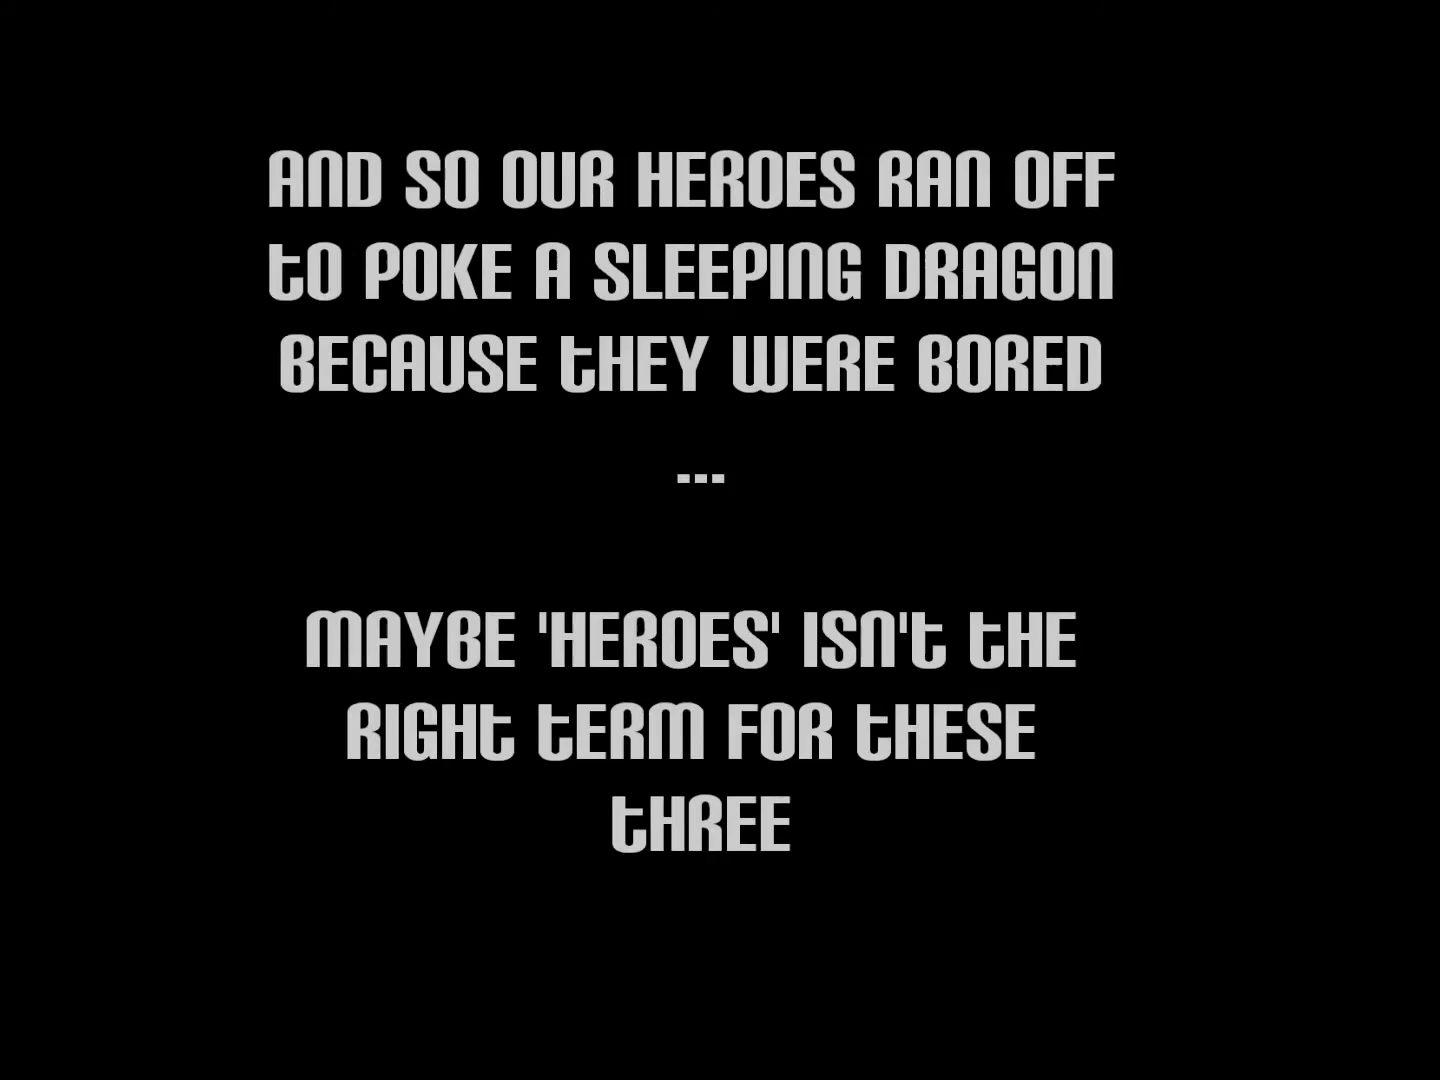 AND SO OUR HEROES RAN OFF
TO POKE A SLEEPING DRAGON
BECAUSE THEY WERE BORED
...
MAYBE 'HEROES' ISN'T THE
RIGHT TERM FOR THESE
THREE